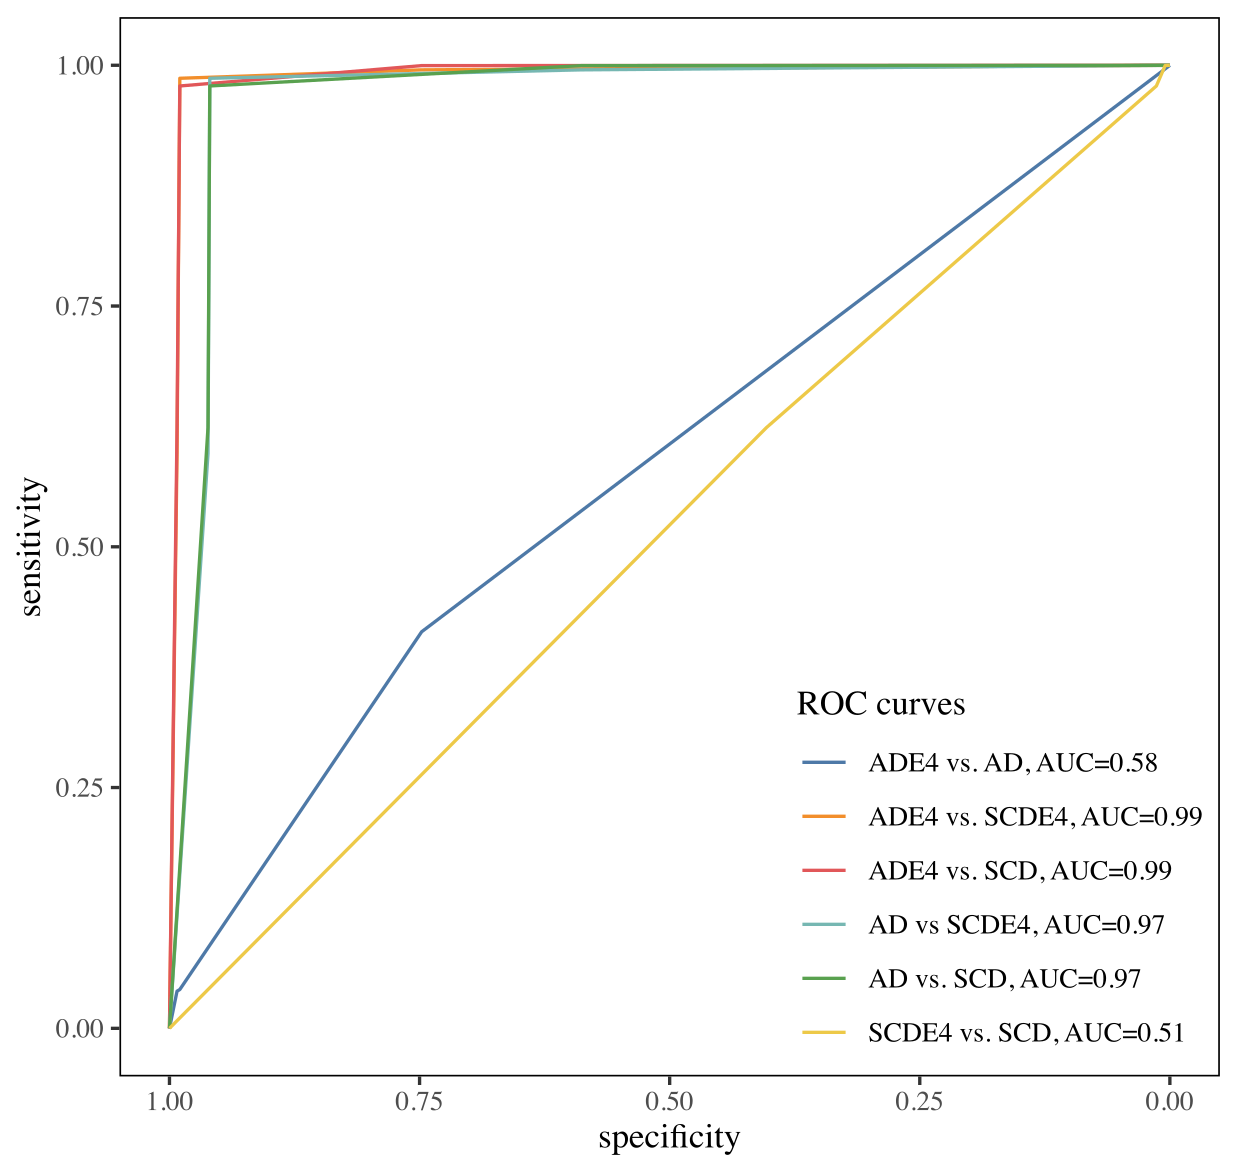 1.00
0.75
0.50
0.25
0.00
sensitivity
ROC curves
ADE4 vs. AD, AUC=0.58
ADE4 vs. SCDE4, AUC=0.99
ADE4 vs. SCD, AUC=0.99
AD vs SCDE4, AUC=0.97
AD vs. SCD, AUC=0.97
SCDE4 vs. SCD, AUC=0.51
1.00 0.75 0.50 0.25 0.00
specificity